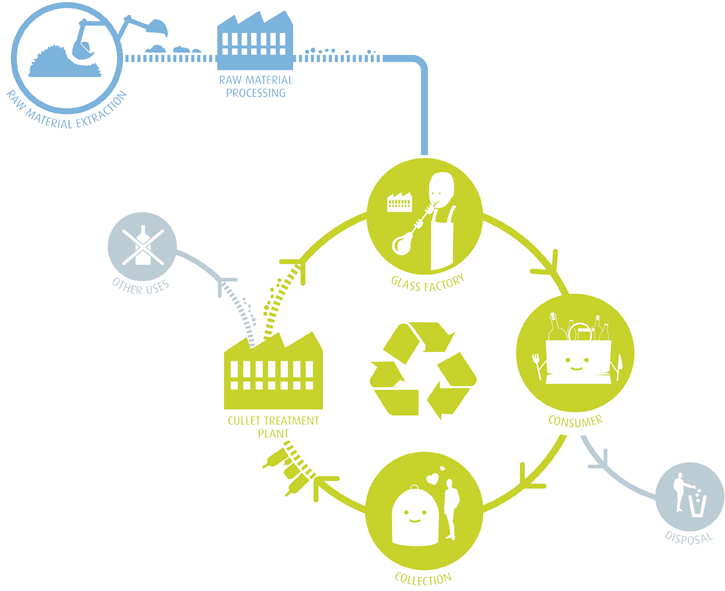 RAW MATERIAL EXTRACTION
RAW MATERIAL
PROCESSING
GLASS FACTORY
OTHER USES
CONSUMER
CULLET TREATMENT
PLANT
DISPOSAL
COLLECTION